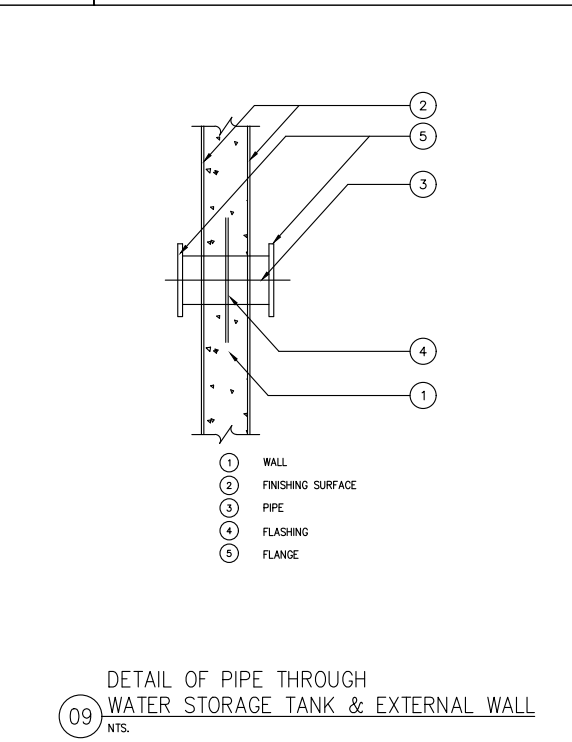 2
5
3
4
1
1 WALL
2 FINISHING SURFACE
3 PIPE
4 FLASHING
5 FLANGE
DETAIL OF PIPE THROUGH
09 WATER STORAGE TANK & EXTERNAL WALL
NTS.